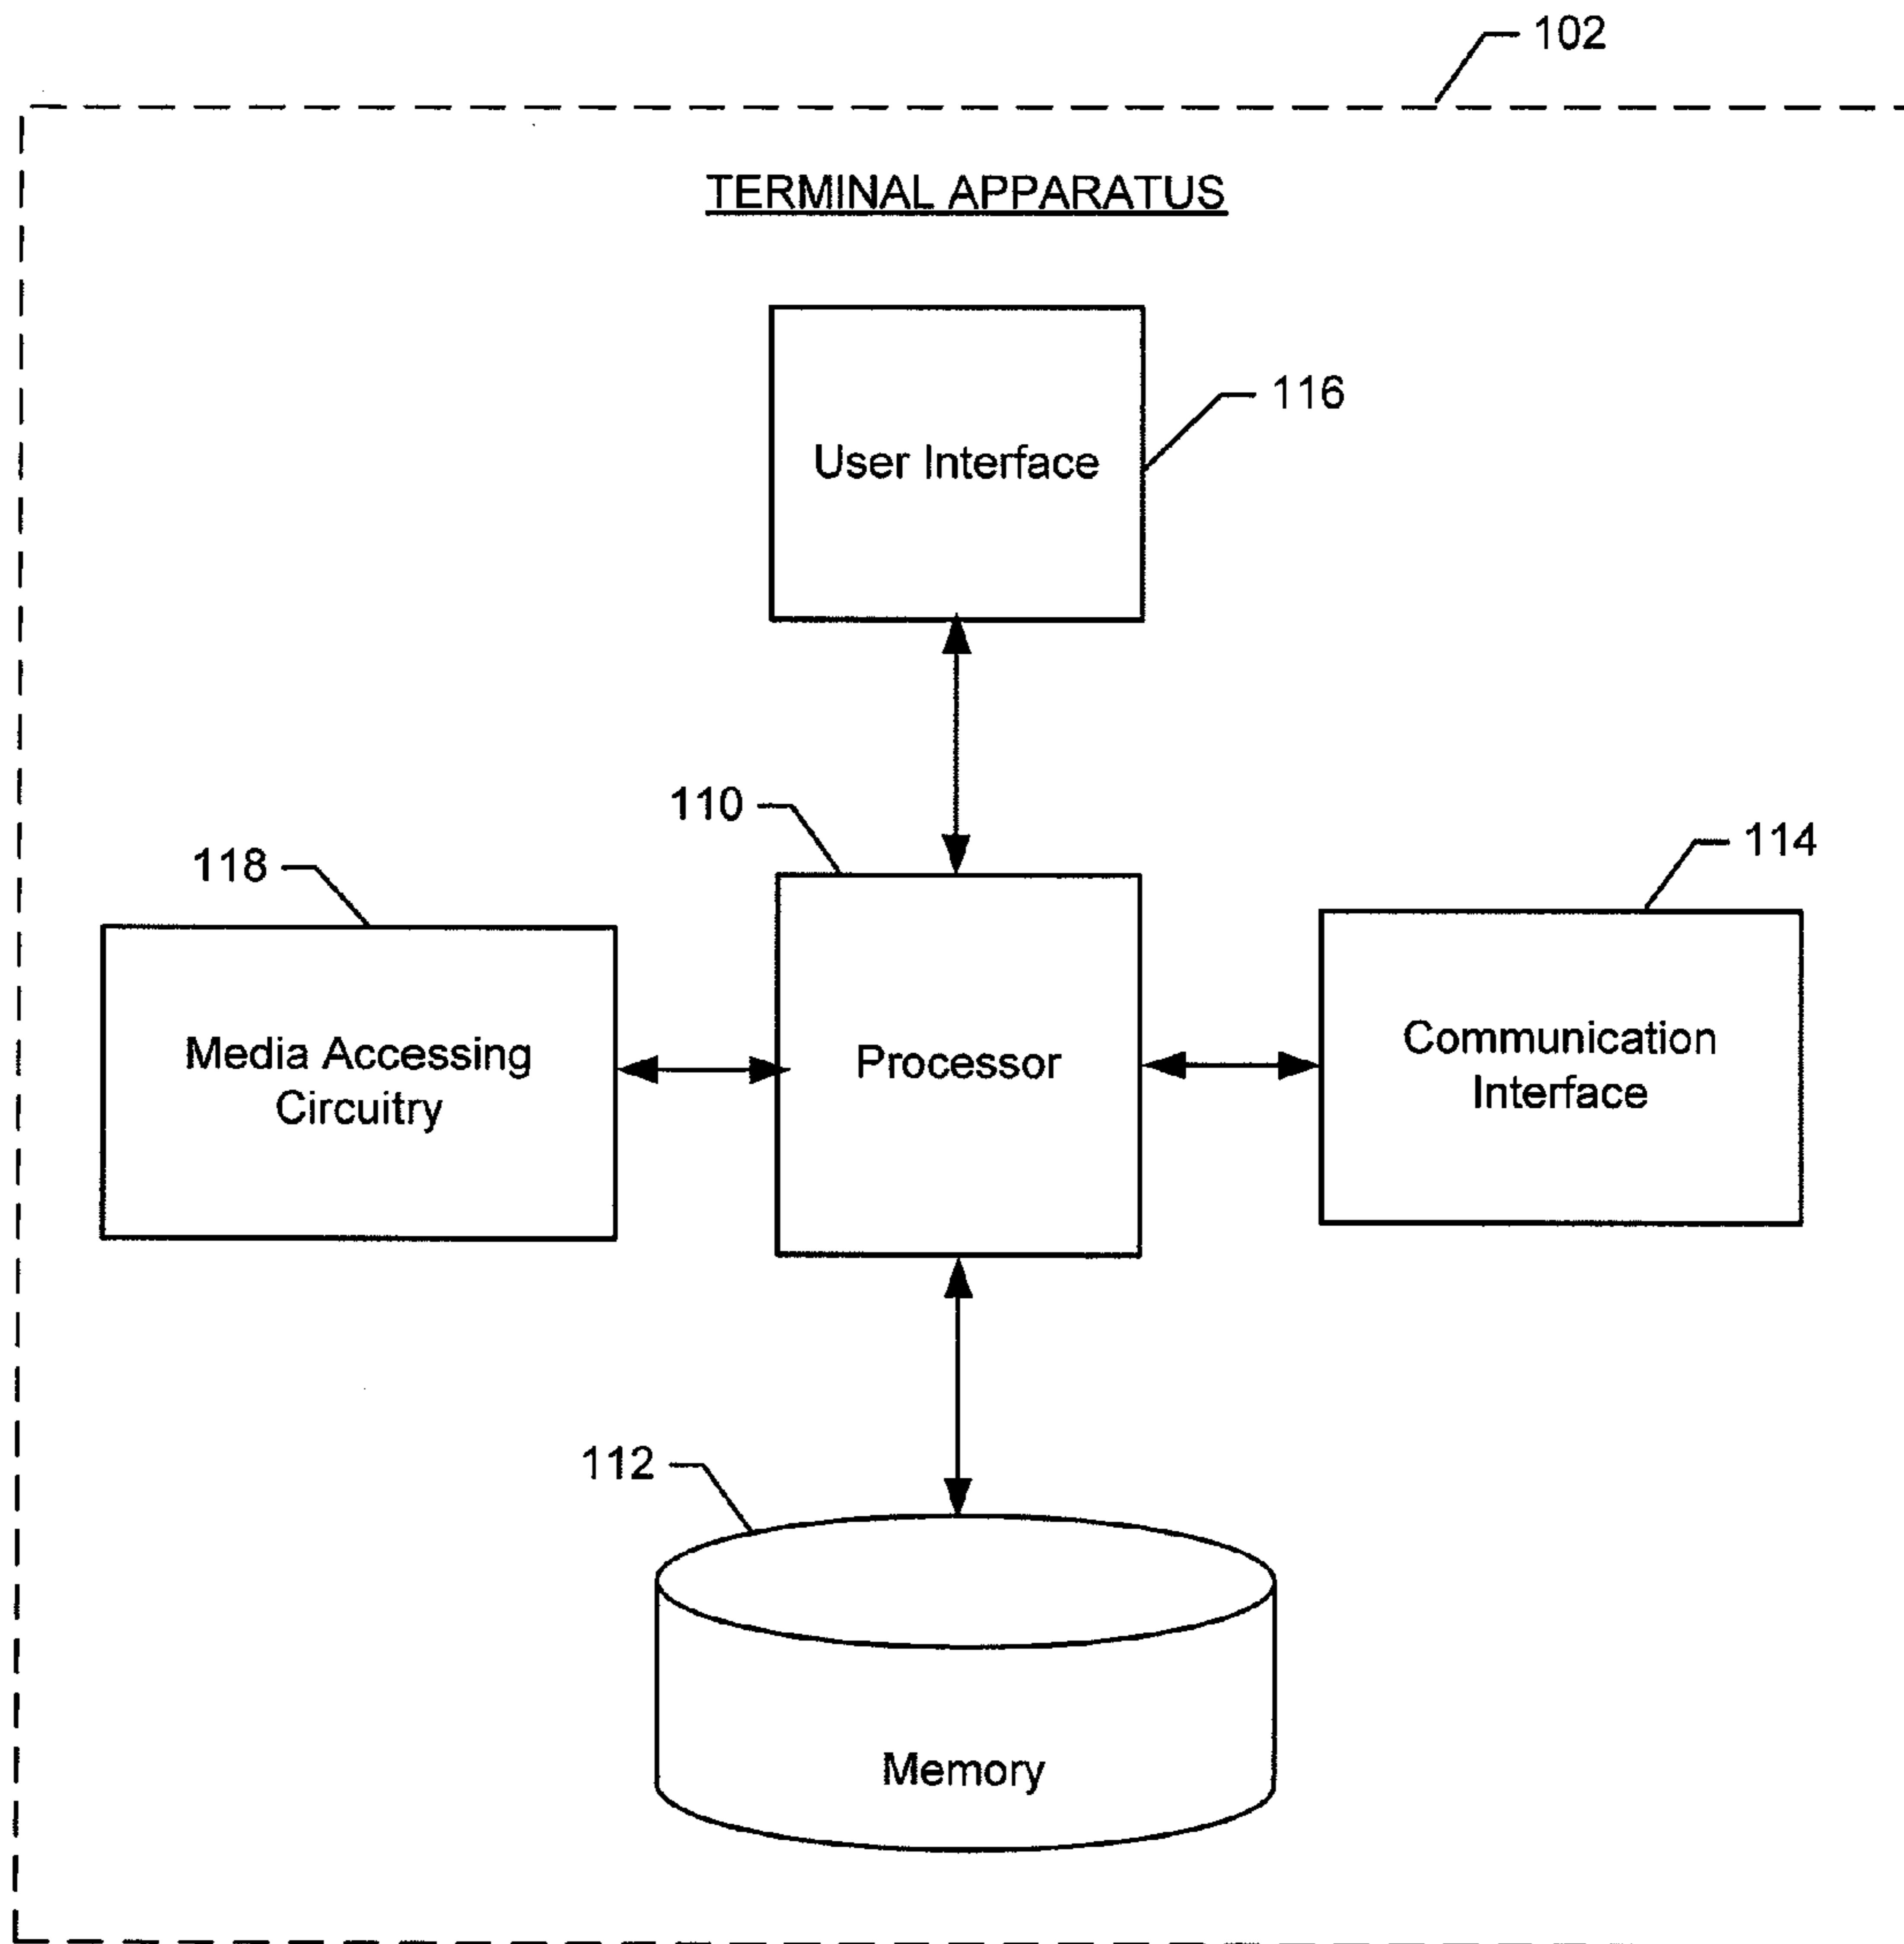 102
TERMINAL APPARATUS
116
User Interface
110
114
118
Media Accessing
Circuitry
Processor
Communication
Interface
112
Memory